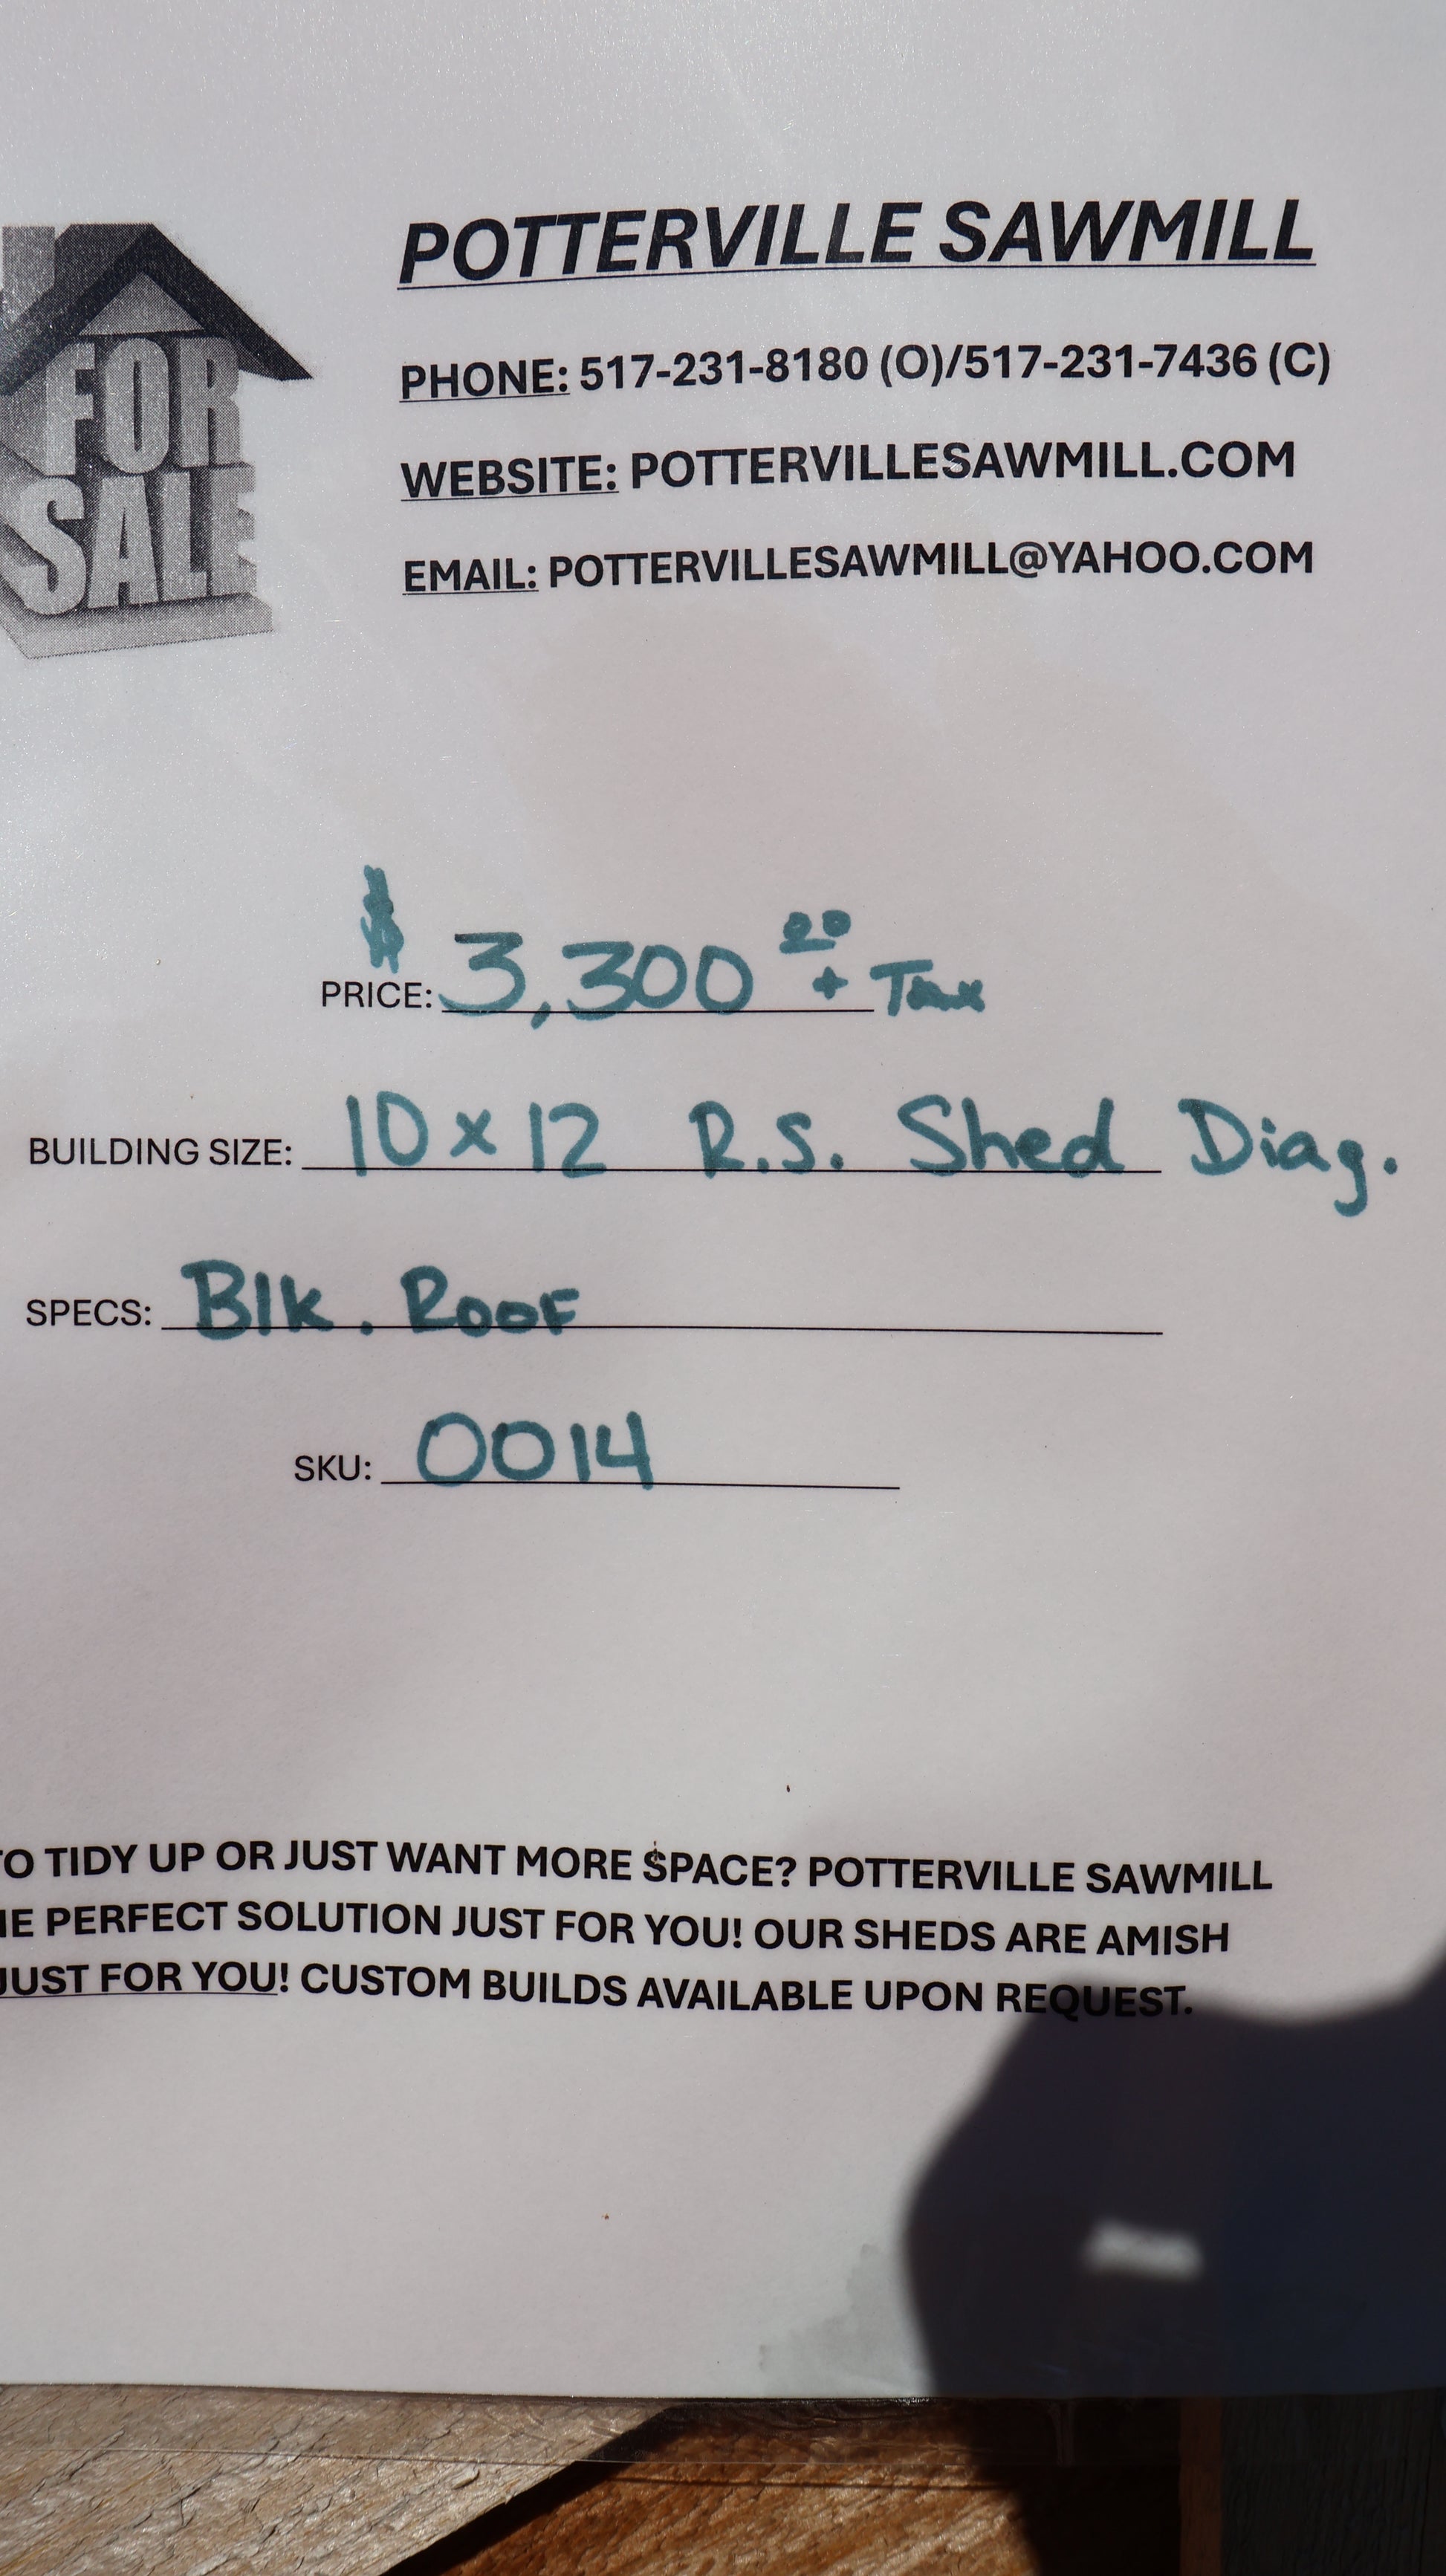 FOR
SALE
POTTERVILLE SAWMILL
PHONE: 517-231-8180 (O)/517-231-7436 (C)
WEBSITE: POTTERVILLESAWMILL.COM
EMAIL: POTTERVILLESAWMILL@YAHOO.COM
PRICE: $3,300.00 + Tax
BUILDING SIZE: 10 x 12 R.S. Shed Diag.
SPECS: Blk. Roof
SKU: 0014
TO TIDY UP OR JUST WANT MORE SPACE? POTTERVILLE SAWMILL
PERFECT SOLUTION JUST FOR YOU! OUR SHEDS ARE AMISH
JUST FOR YOU! CUSTOM BUILDS AVAILABLE UPON REQUEST.